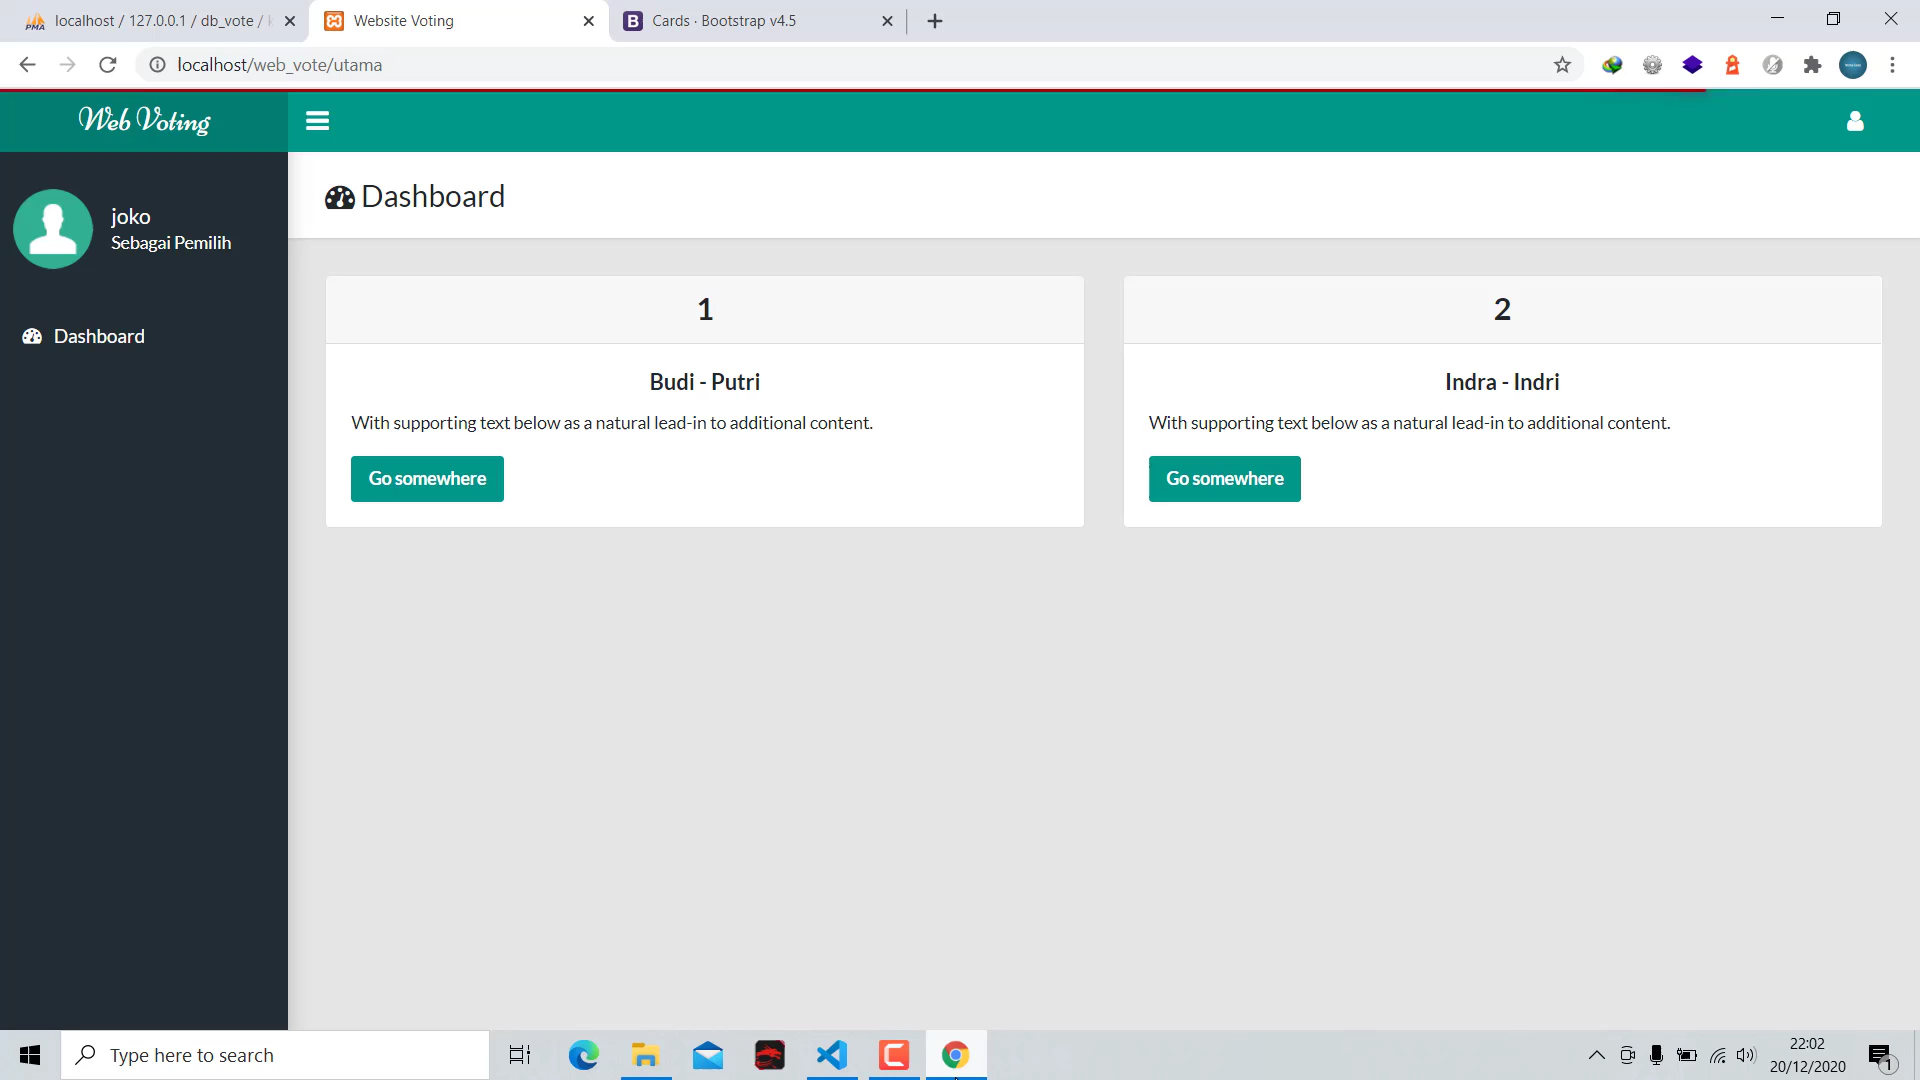 localhost / 127.0.0.1 / db_vote /
Website Voting
Cards · Bootstrap v4.5
localhost/web_vote/utama
Web Voting
joko
Sebagai Pemilih
Dashboard
Dashboard
1
Budi - Putri
With supporting text below as a natural lead-in to additional content.
Go somewhere
2
Indra - Indri
With supporting text below as a natural lead-in to additional content.
Go somewhere
Type here to search
22:02
20/12/2020
1
PMA
B